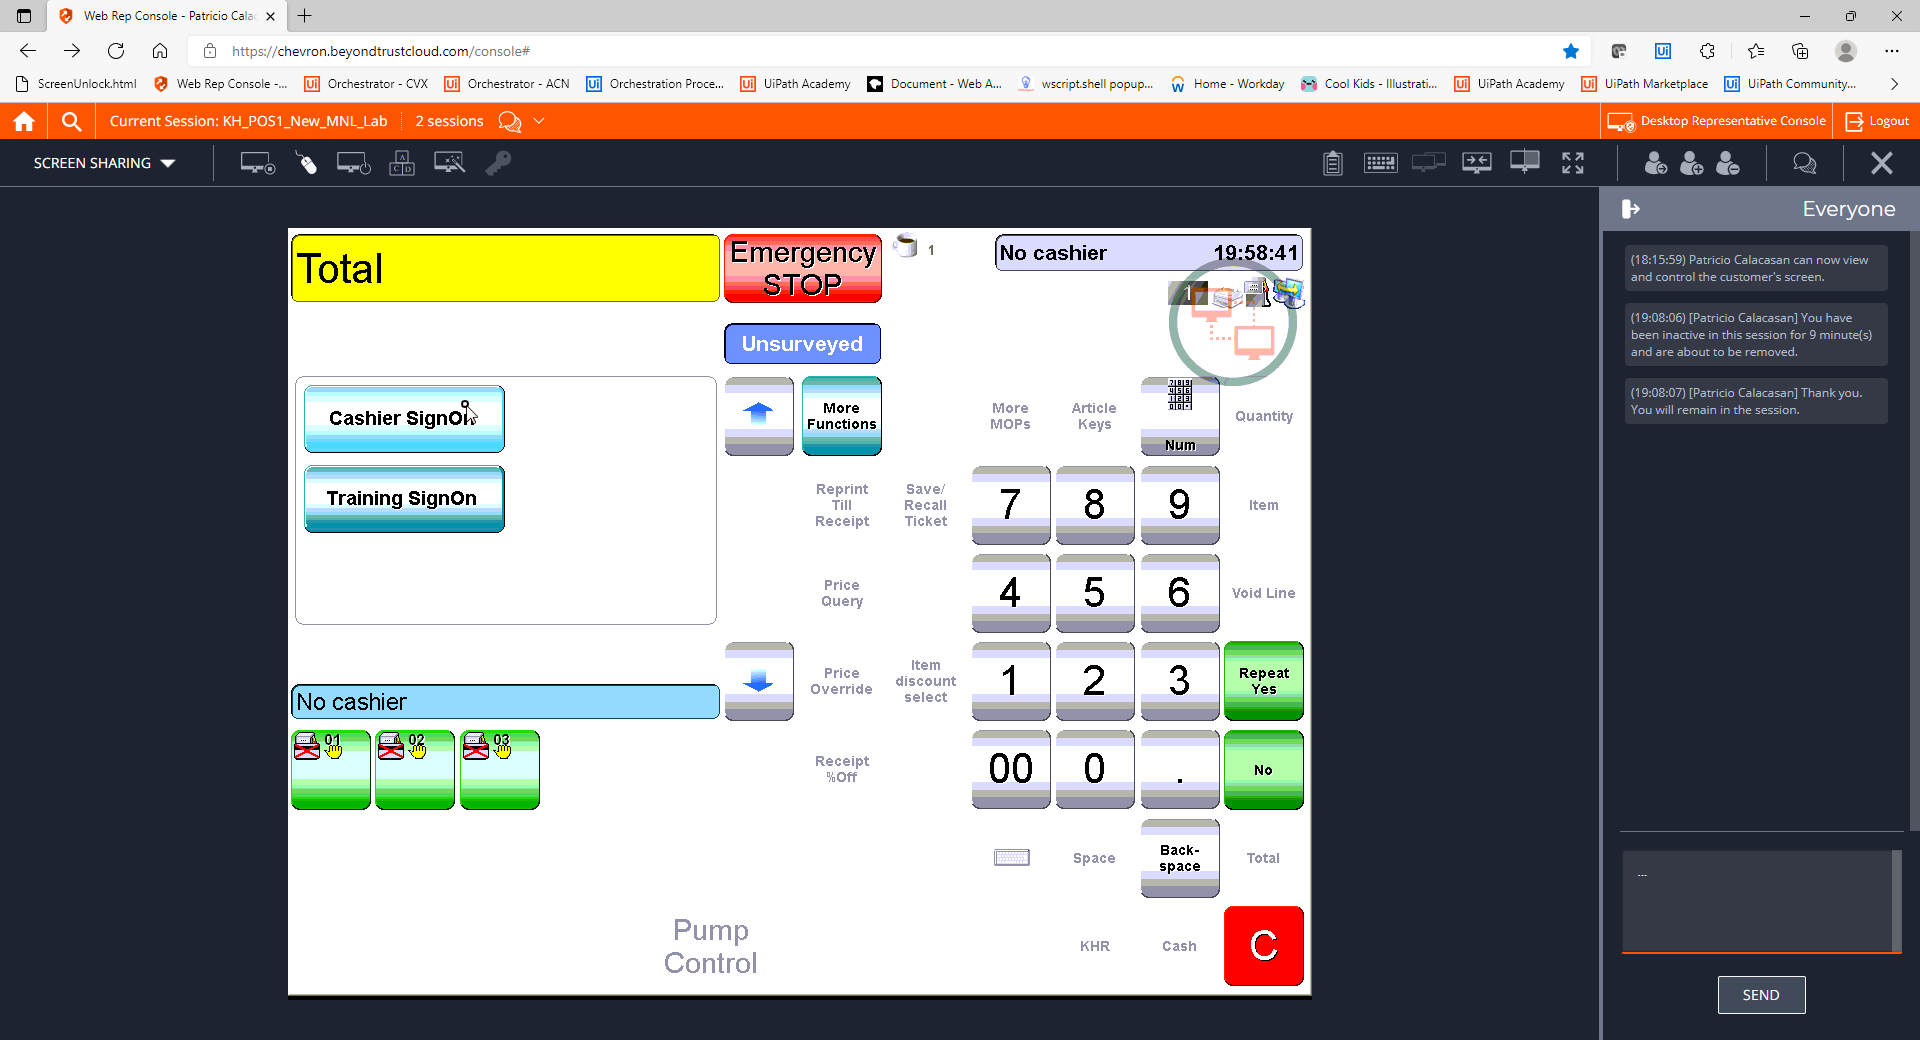 Web Rep Console - Patricio Cala
https://chevron.beyondtrustcloud.com/console#
ScreenUnlock.html
Web Rep Console -...
Orchestrator - CVX
Orchestrator - ACN
Orchestration Proce...
UiPath Academy
Document - Web A...
wscript.shell popup...
Home - Workday
Cool Kids - Illustrati...
UiPath Academy
UiPath Marketplace
UiPath Community...
Current Session: KH_POS1_New_MNL_Lab
2 sessions
Desktop Representative Console
Logout
SCREEN SHARING
Everyone
(18:15:59) Patricio Calacasan can now view
and control the customer's screen.
(19:08:06) [Patricio Calacasan] You have
been inactive in this session for 9 minute(s)
and are about to be removed.
(19:08:07) [Patricio Calacasan] Thank you.
You will remain in the session.
...
SEND
Total
Emergency
STOP
1
No cashier 19:58:41
1
Unsurveyed
Cashier SignOn
Training SignOn
More
Functions
More
MOPs
Article
Keys
Num
Quantity
Reprint
Till
Receipt
Save/
Recall
Ticket
7
8
9
Item
Price
Query
4
5
6
Void Line
Price
Override
Item
discount
select
1
2
3
Repeat
Yes
No cashier
01
02
03
Receipt
%Off
00
0
.
No
Space
Back-
space
Total
Pump
Control
KHR
Cash
C